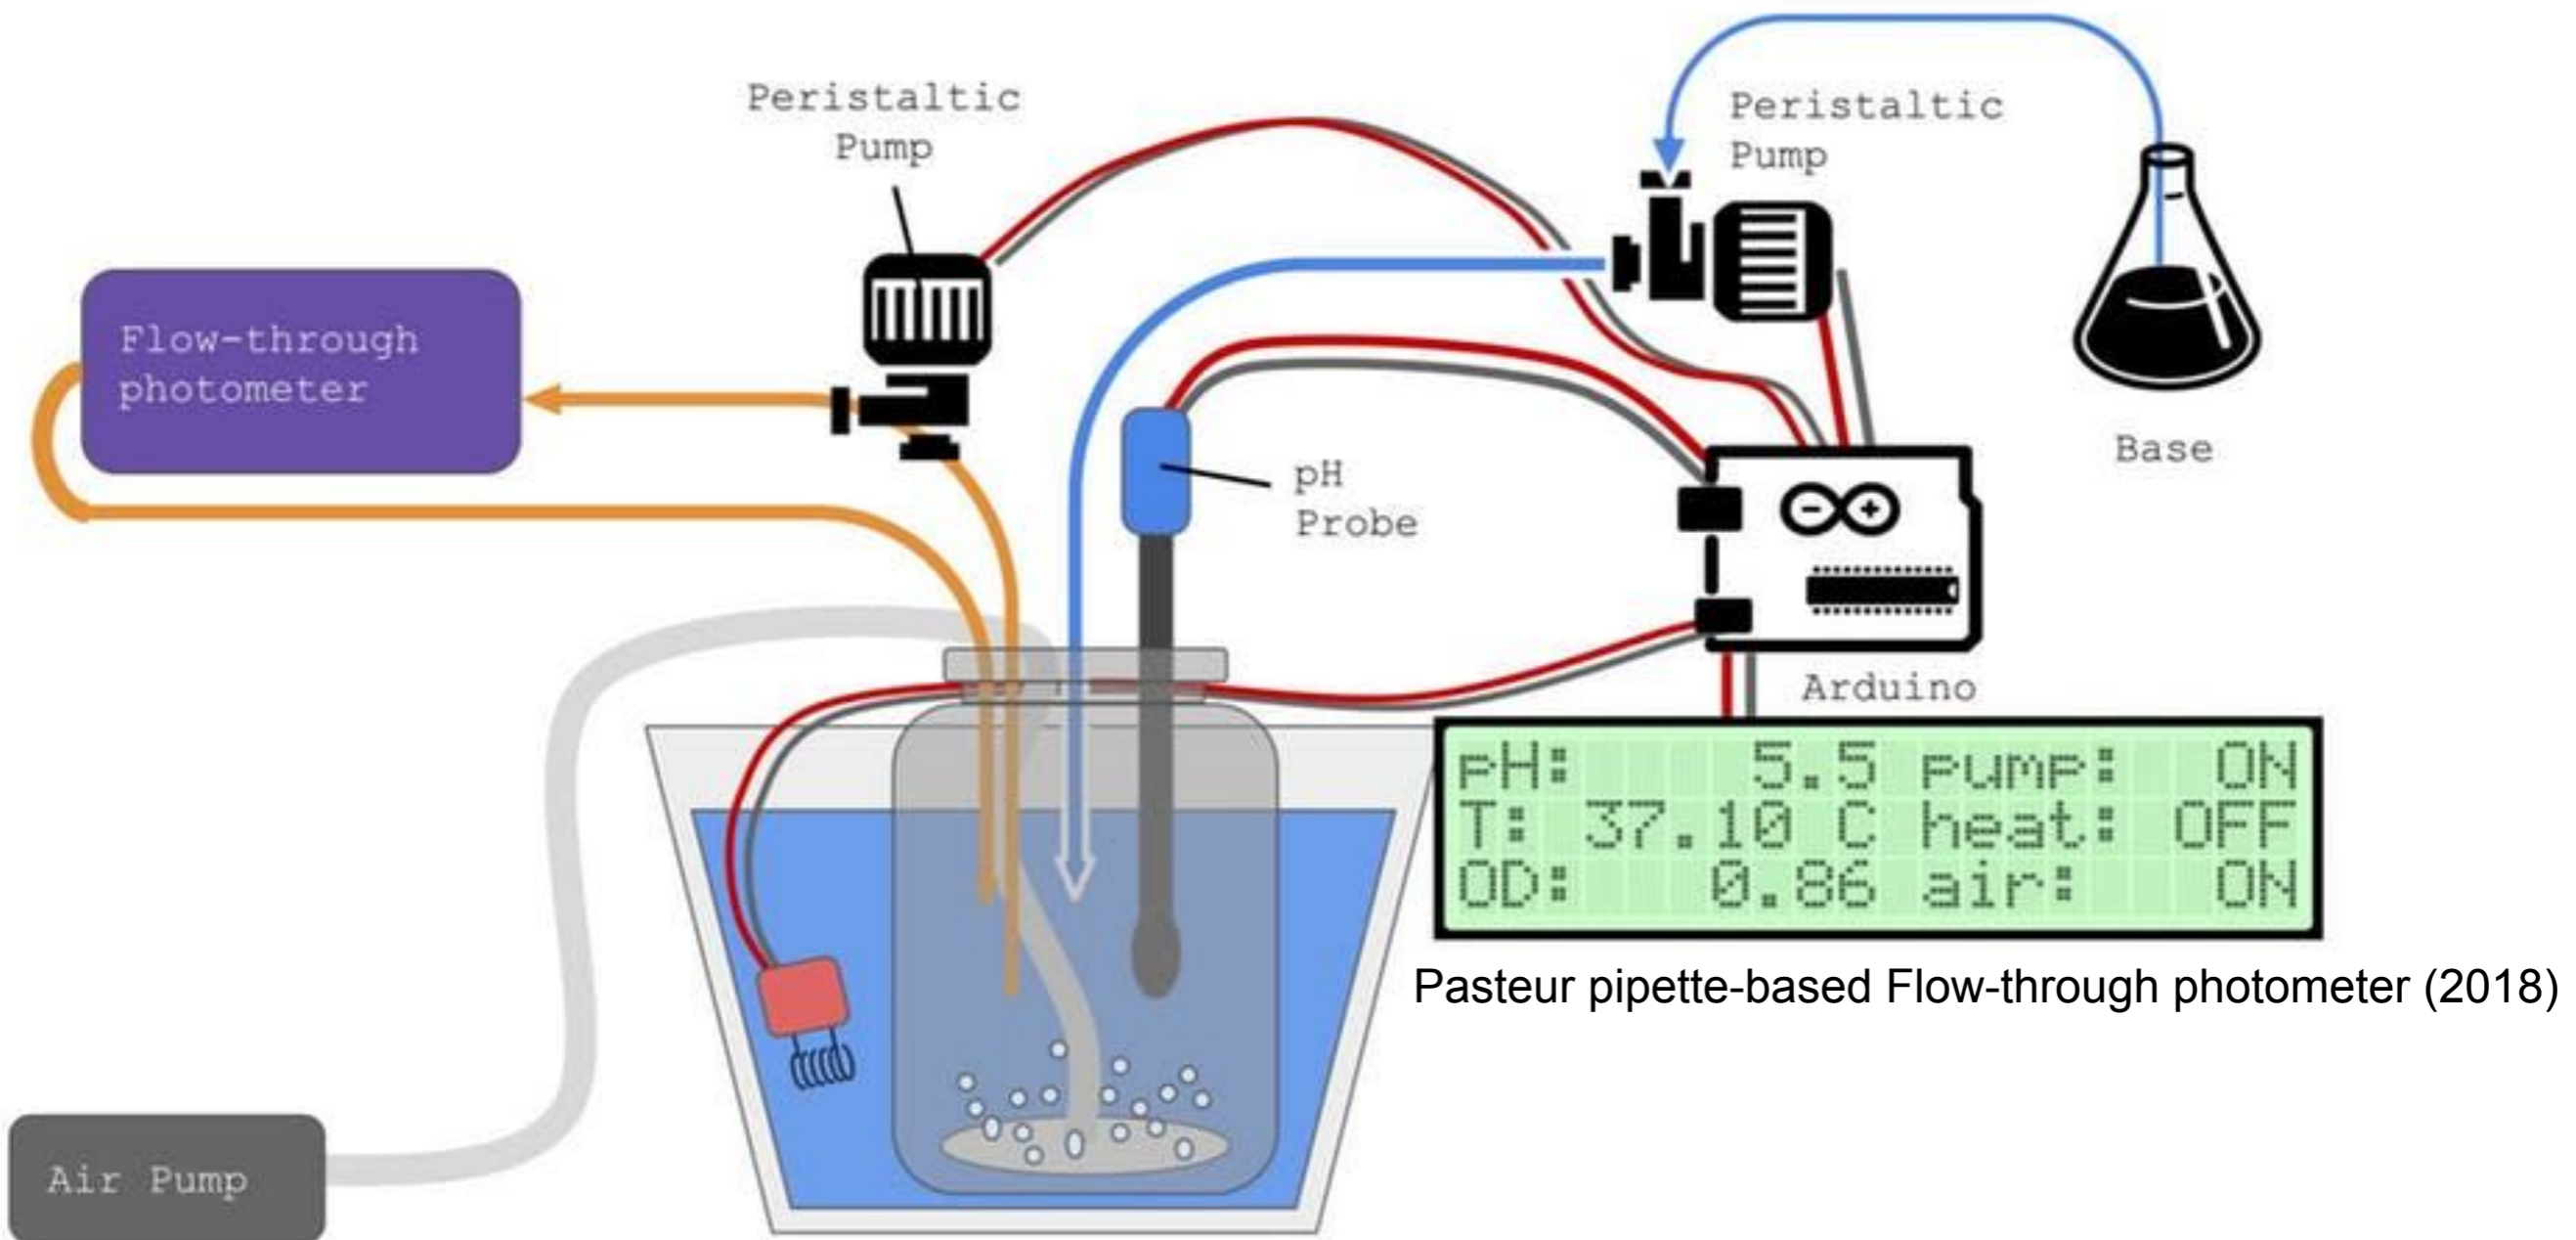 Peristaltic
Pump
Peristaltic
Pump
Flow-through
photometer
Base
pH
Probe
Arduino
pH: 5.5 pump: ON
T: 37.10 C heat: OFF
OD: 0.86 air: ON
Pasteur pipette-based Flow-through photometer (2018)
Air Pump